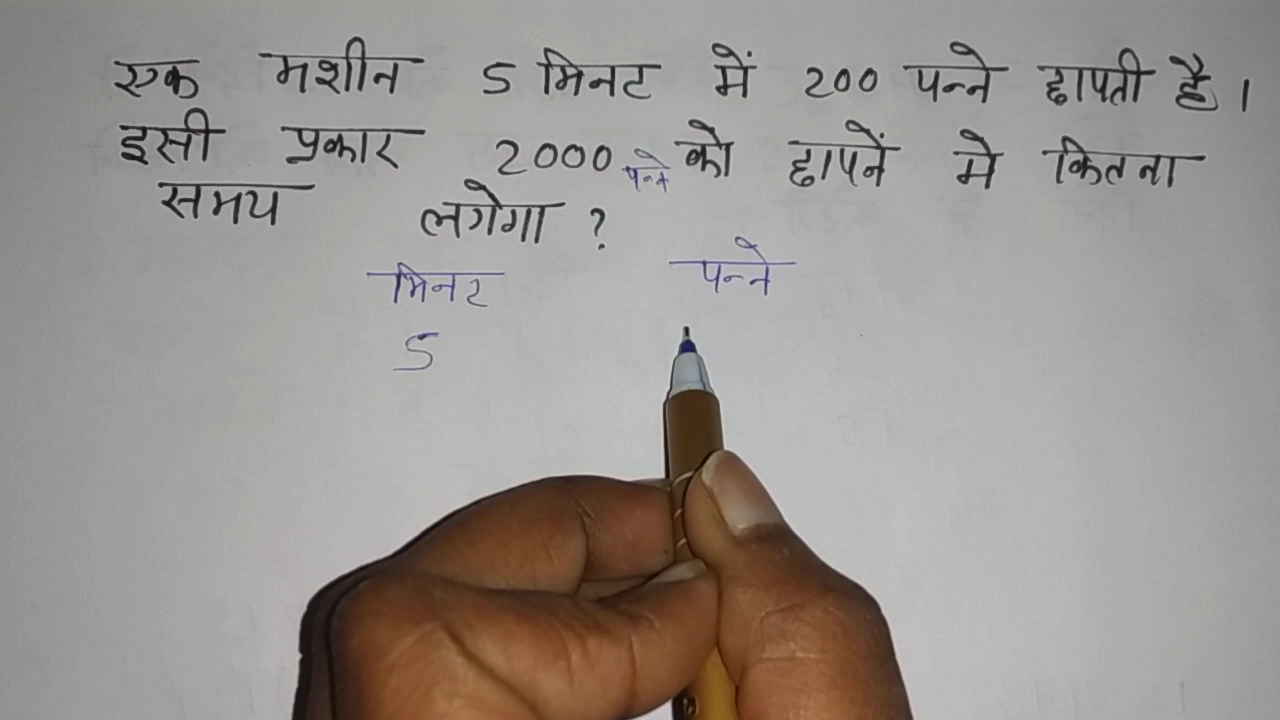 एक मशीन 5 मिनट में 200 पन्ने छापती है।
इसी प्रकार 2000 पन्ने को छापनें मे कितना
समय लगेगा ?
मिनट पन्ने
5